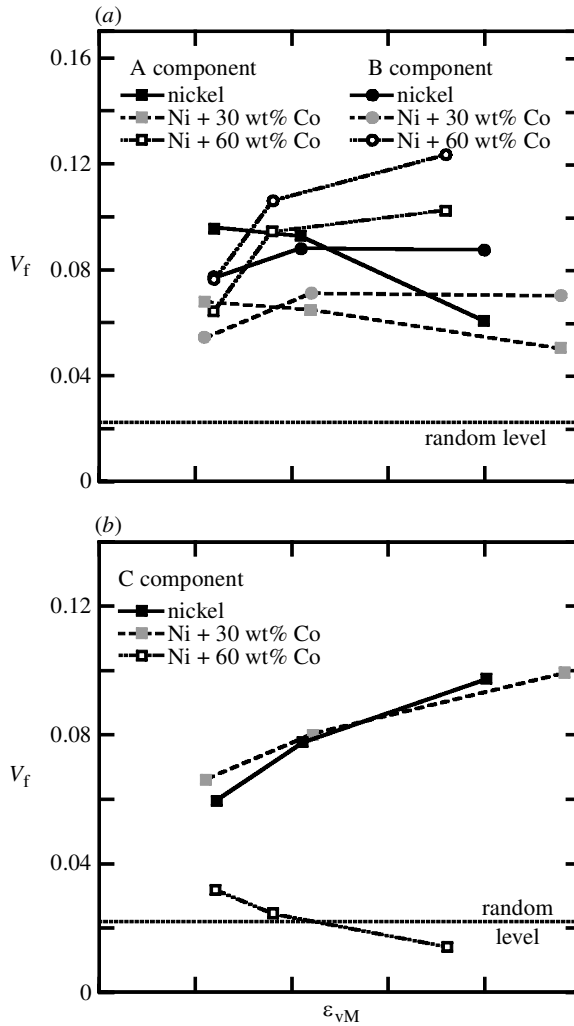 (a)
0.16
A component B component
nickel nickel
Ni + 30 wt% Co Ni + 30 wt% Co
Ni + 60 wt% Co Ni + 60 wt% Co
0.12
0.08
Vf
0.04
random level
0
(b)
C component
nickel
0.12
Ni + 30 wt% Co
Ni + 60 wt% Co
0.08
Vf
0.04
random
level
0
εvM